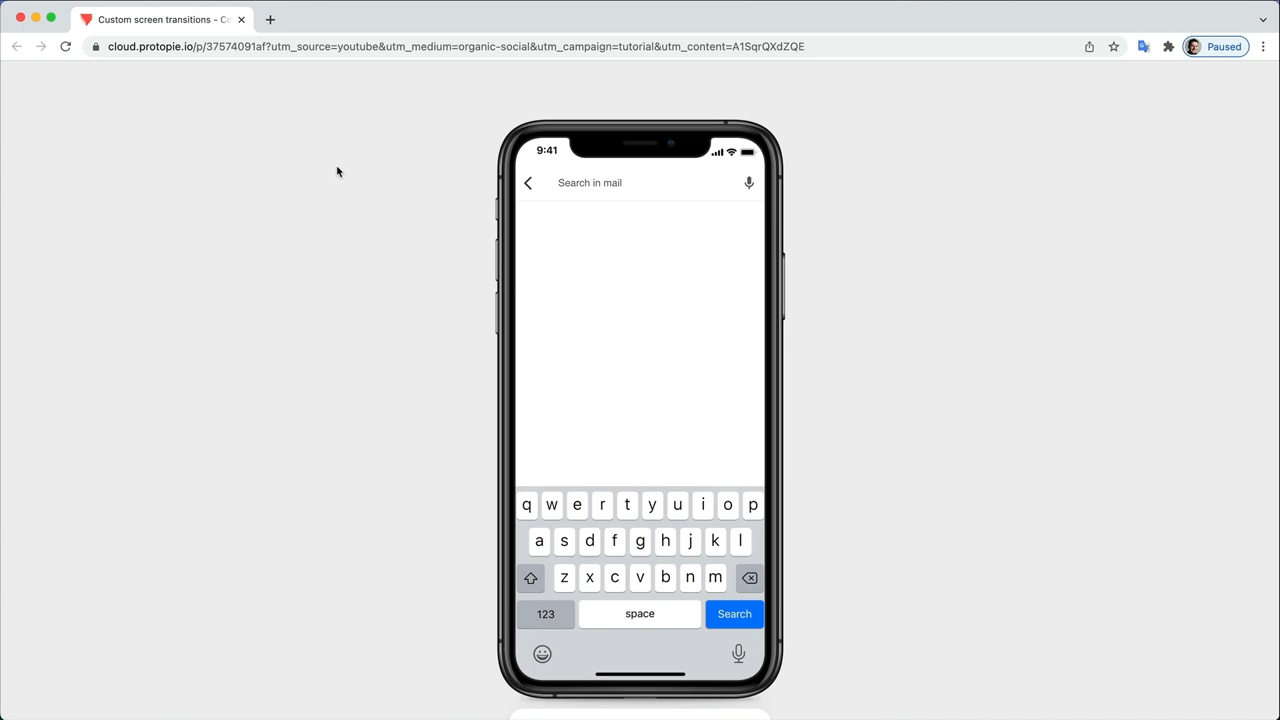 Custom screen transitions - Co
cloud.protopie.io/p/37574091af?utm_source=youtube&utm_medium=organic-social&utm_campaign=tutorial&utm_content=A1SqrQXdZQE
Paused
9:41
Search in mail
q w e r t y u i o p
a s d f g h j k l
z x c v b n m
123 space Search